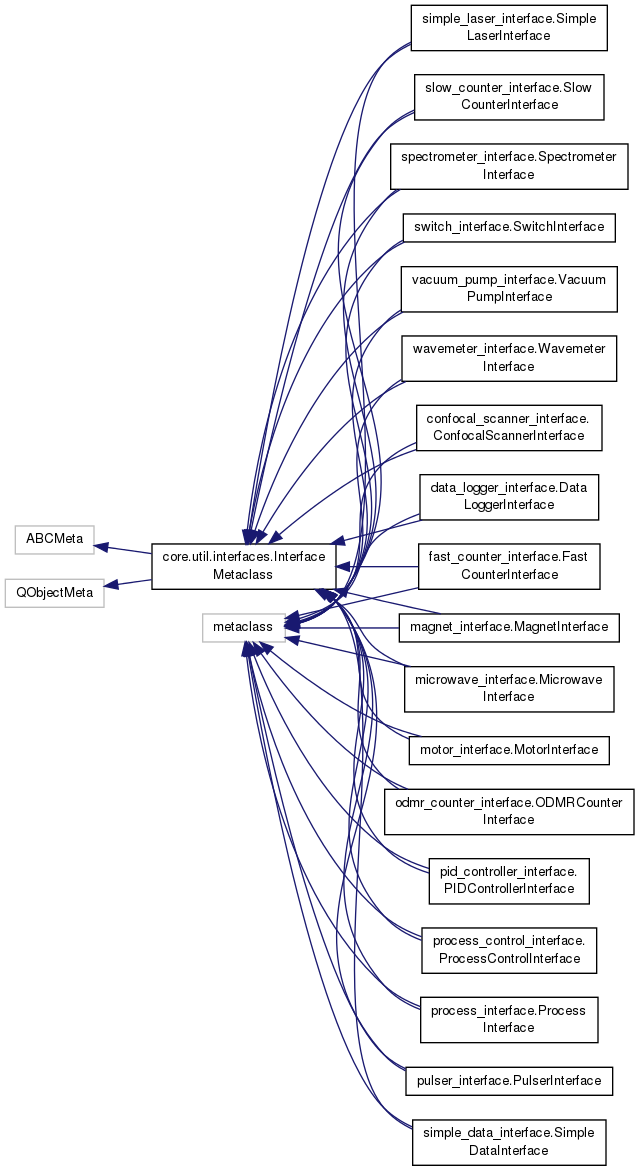 simple_laser_interface.Simple
LaserInterface
slow_counter_interface.Slow
CounterInterface
spectrometer_interface.Spectrometer
Interface
switch_interface.SwitchInterface
vacuum_pump_interface.Vacuum
PumpInterface
wavemeter_interface.Wavemeter
Interface
confocal_scanner_interface.
ConfocalScannerInterface
data_logger_interface.Data
LoggerInterface
ABCMeta
core.util.interfaces.Interface
Metaclass
fast_counter_interface.Fast
CounterInterface
QObjectMeta
metaclass
magnet_interface.MagnetInterface
microwave_interface.Microwave
Interface
motor_interface.MotorInterface
odmr_counter_interface.ODMRCounter
Interface
pid_controller_interface.
PIDControllerInterface
process_control_interface.
ProcessControlInterface
process_interface.Process
Interface
pulser_interface.PulserInterface
simple_data_interface.Simple
DataInterface